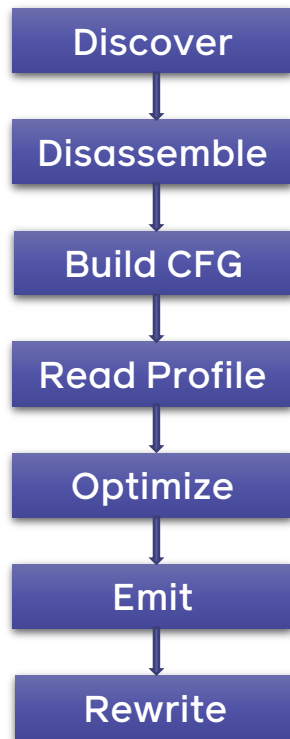 Discover
Disassemble
Build CFG
Read Profile
Optimize
Emit
Rewrite